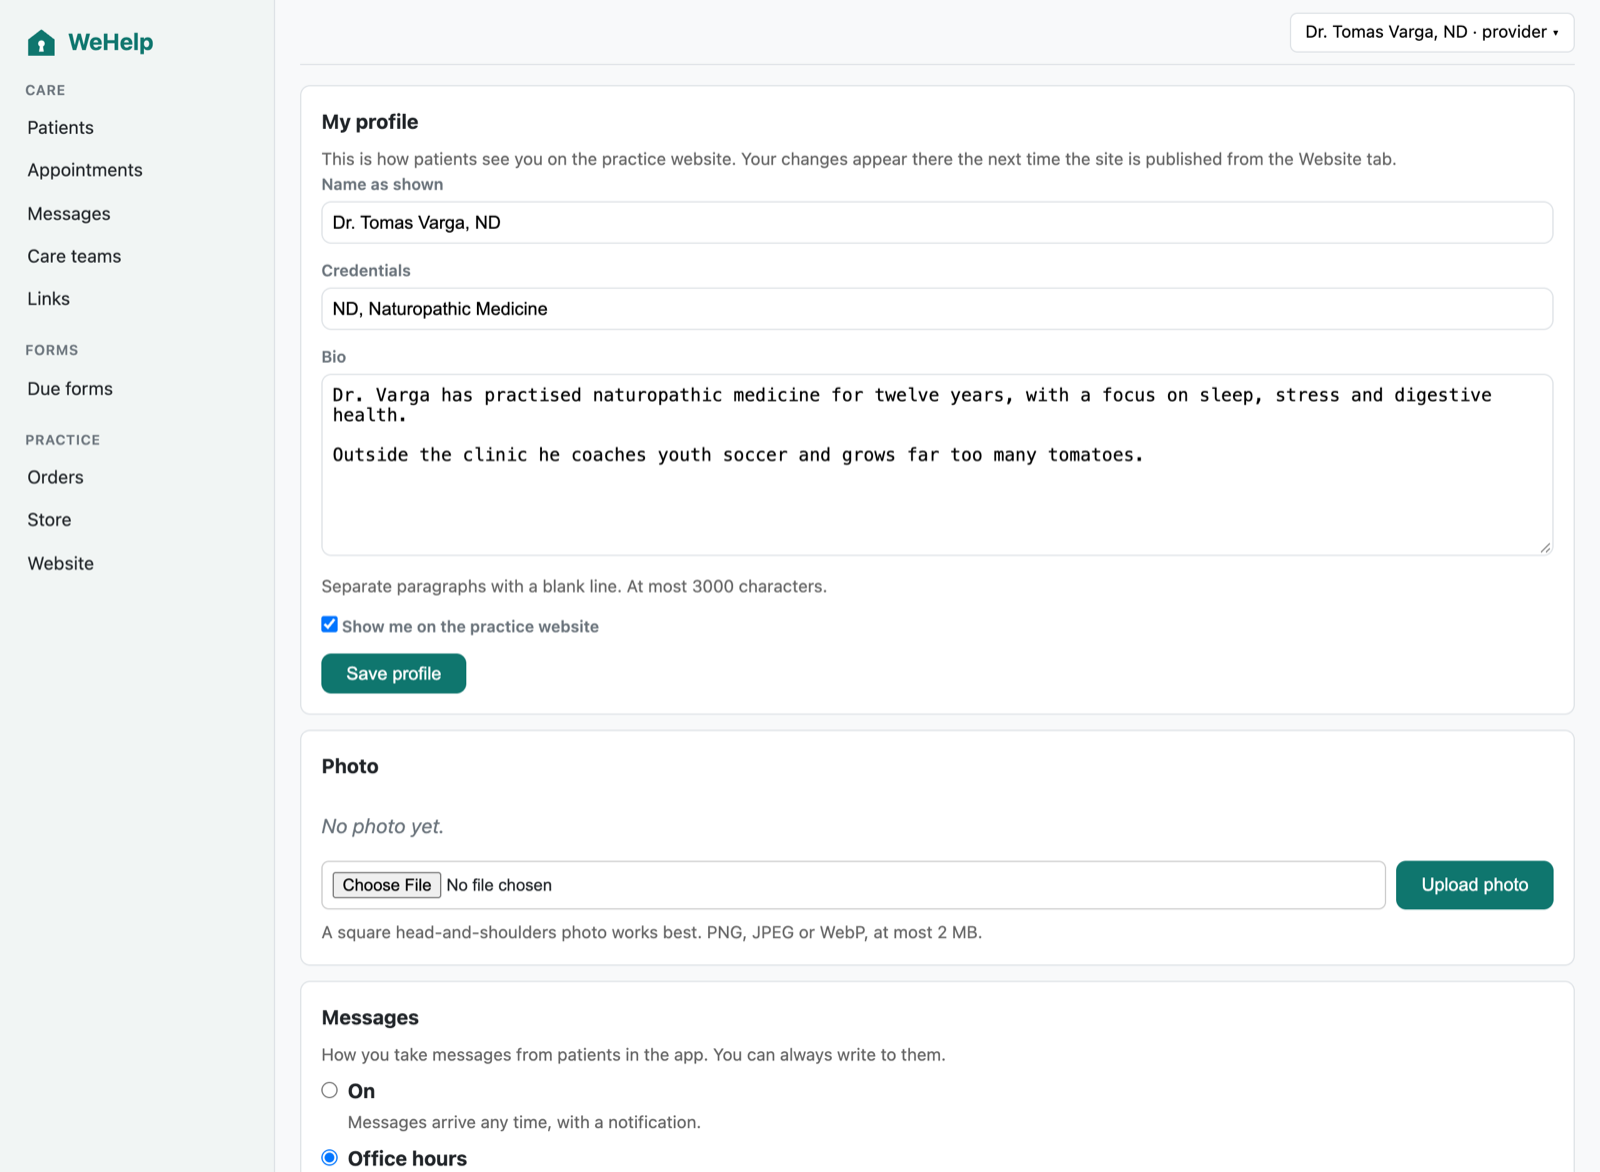 WeHelp
Dr. Tomas Varga, ND · provider ▾
CARE
Patients
Appointments
Messages
Care teams
Links
FORMS
Due forms
PRACTICE
Orders
Store
Website
My profile
This is how patients see you on the practice website. Your changes appear there the next time the site is published from the Website tab.
Name as shown
Dr. Tomas Varga, ND
Credentials
ND, Naturopathic Medicine
Bio
Dr. Varga has practised naturopathic medicine for twelve years, with a focus on sleep, stress and digestive
health.
Outside the clinic he coaches youth soccer and grows far too many tomatoes.
Separate paragraphs with a blank line. At most 3000 characters.
Show me on the practice website
Save profile
Photo
No photo yet.
Choose File No file chosen
Upload photo
A square head-and-shoulders photo works best. PNG, JPEG or WebP, at most 2 MB.
Messages
How you take messages from patients in the app. You can always write to them.
On
Messages arrive any time, with a notification.
Office hours